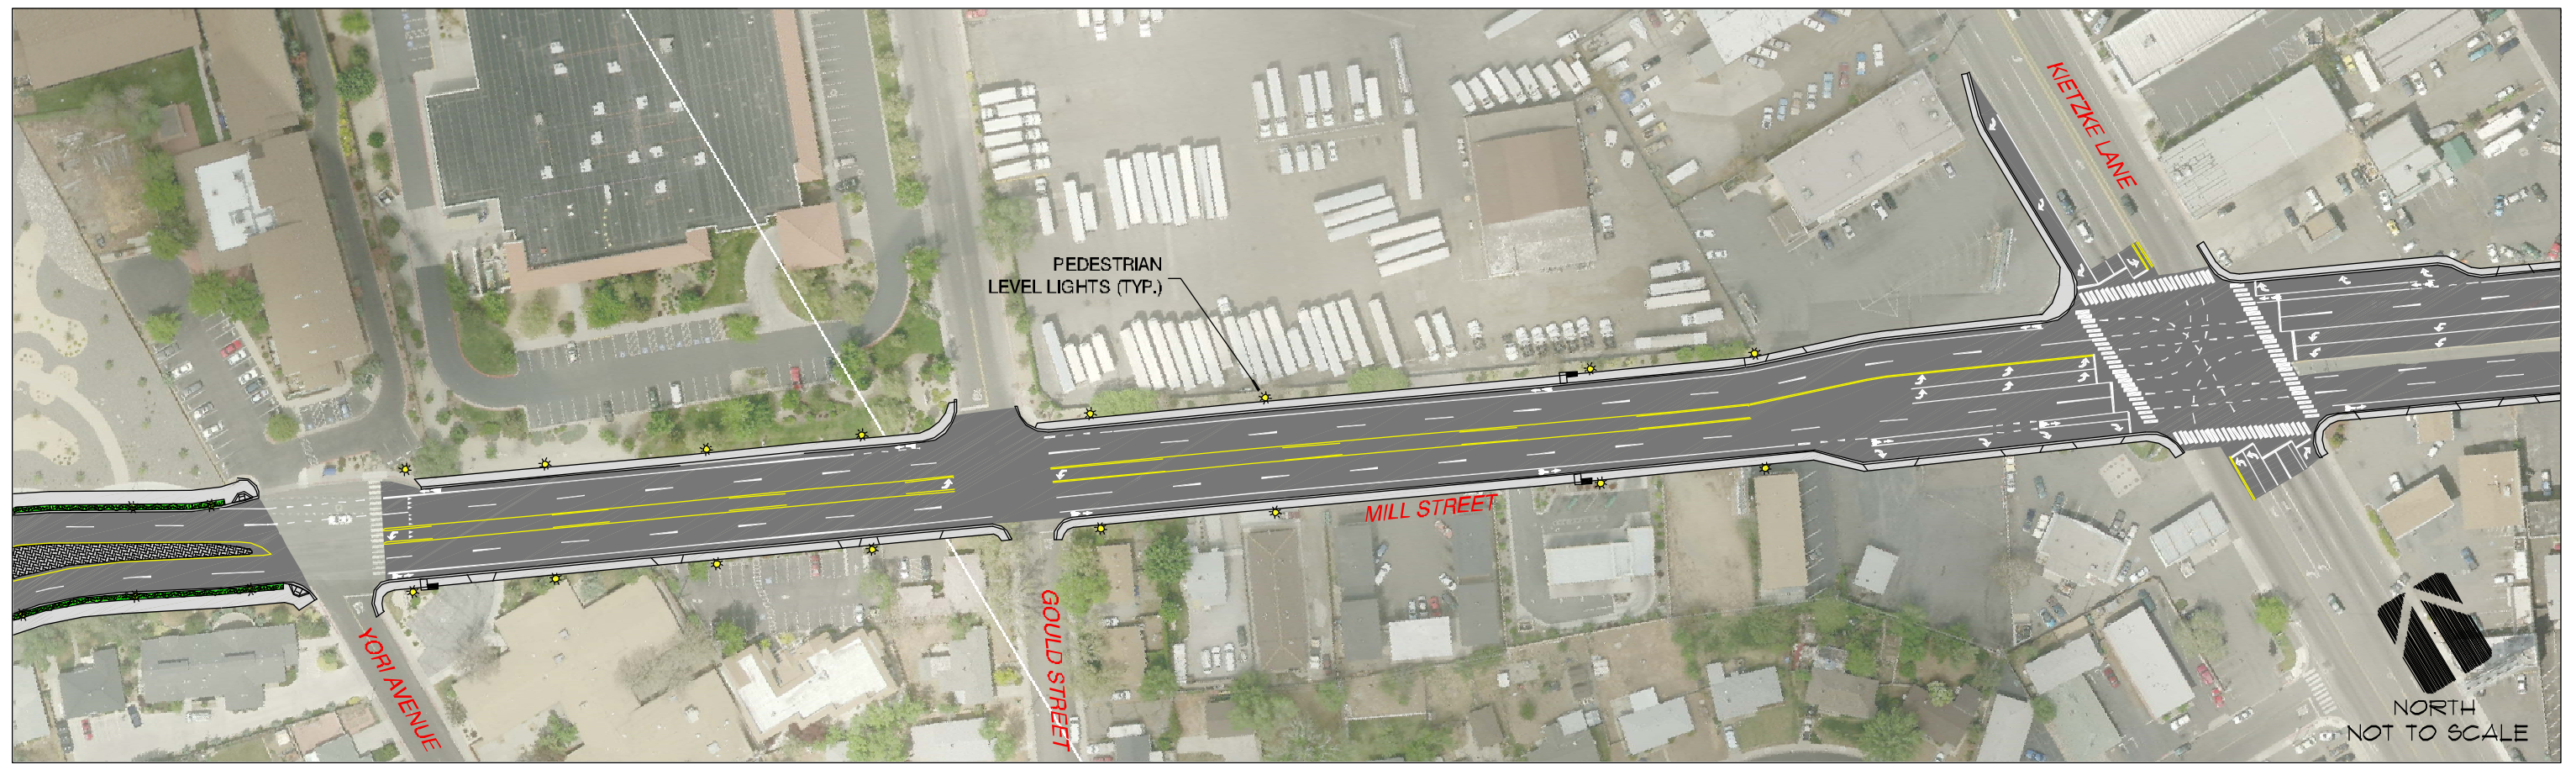 KIETZKE LANE
PEDESTRIAN
LEVEL LIGHTS (TYP.)
MILL STREET
GOULD STREET
YORI AVENUE
NORTH
NOT TO SCALE